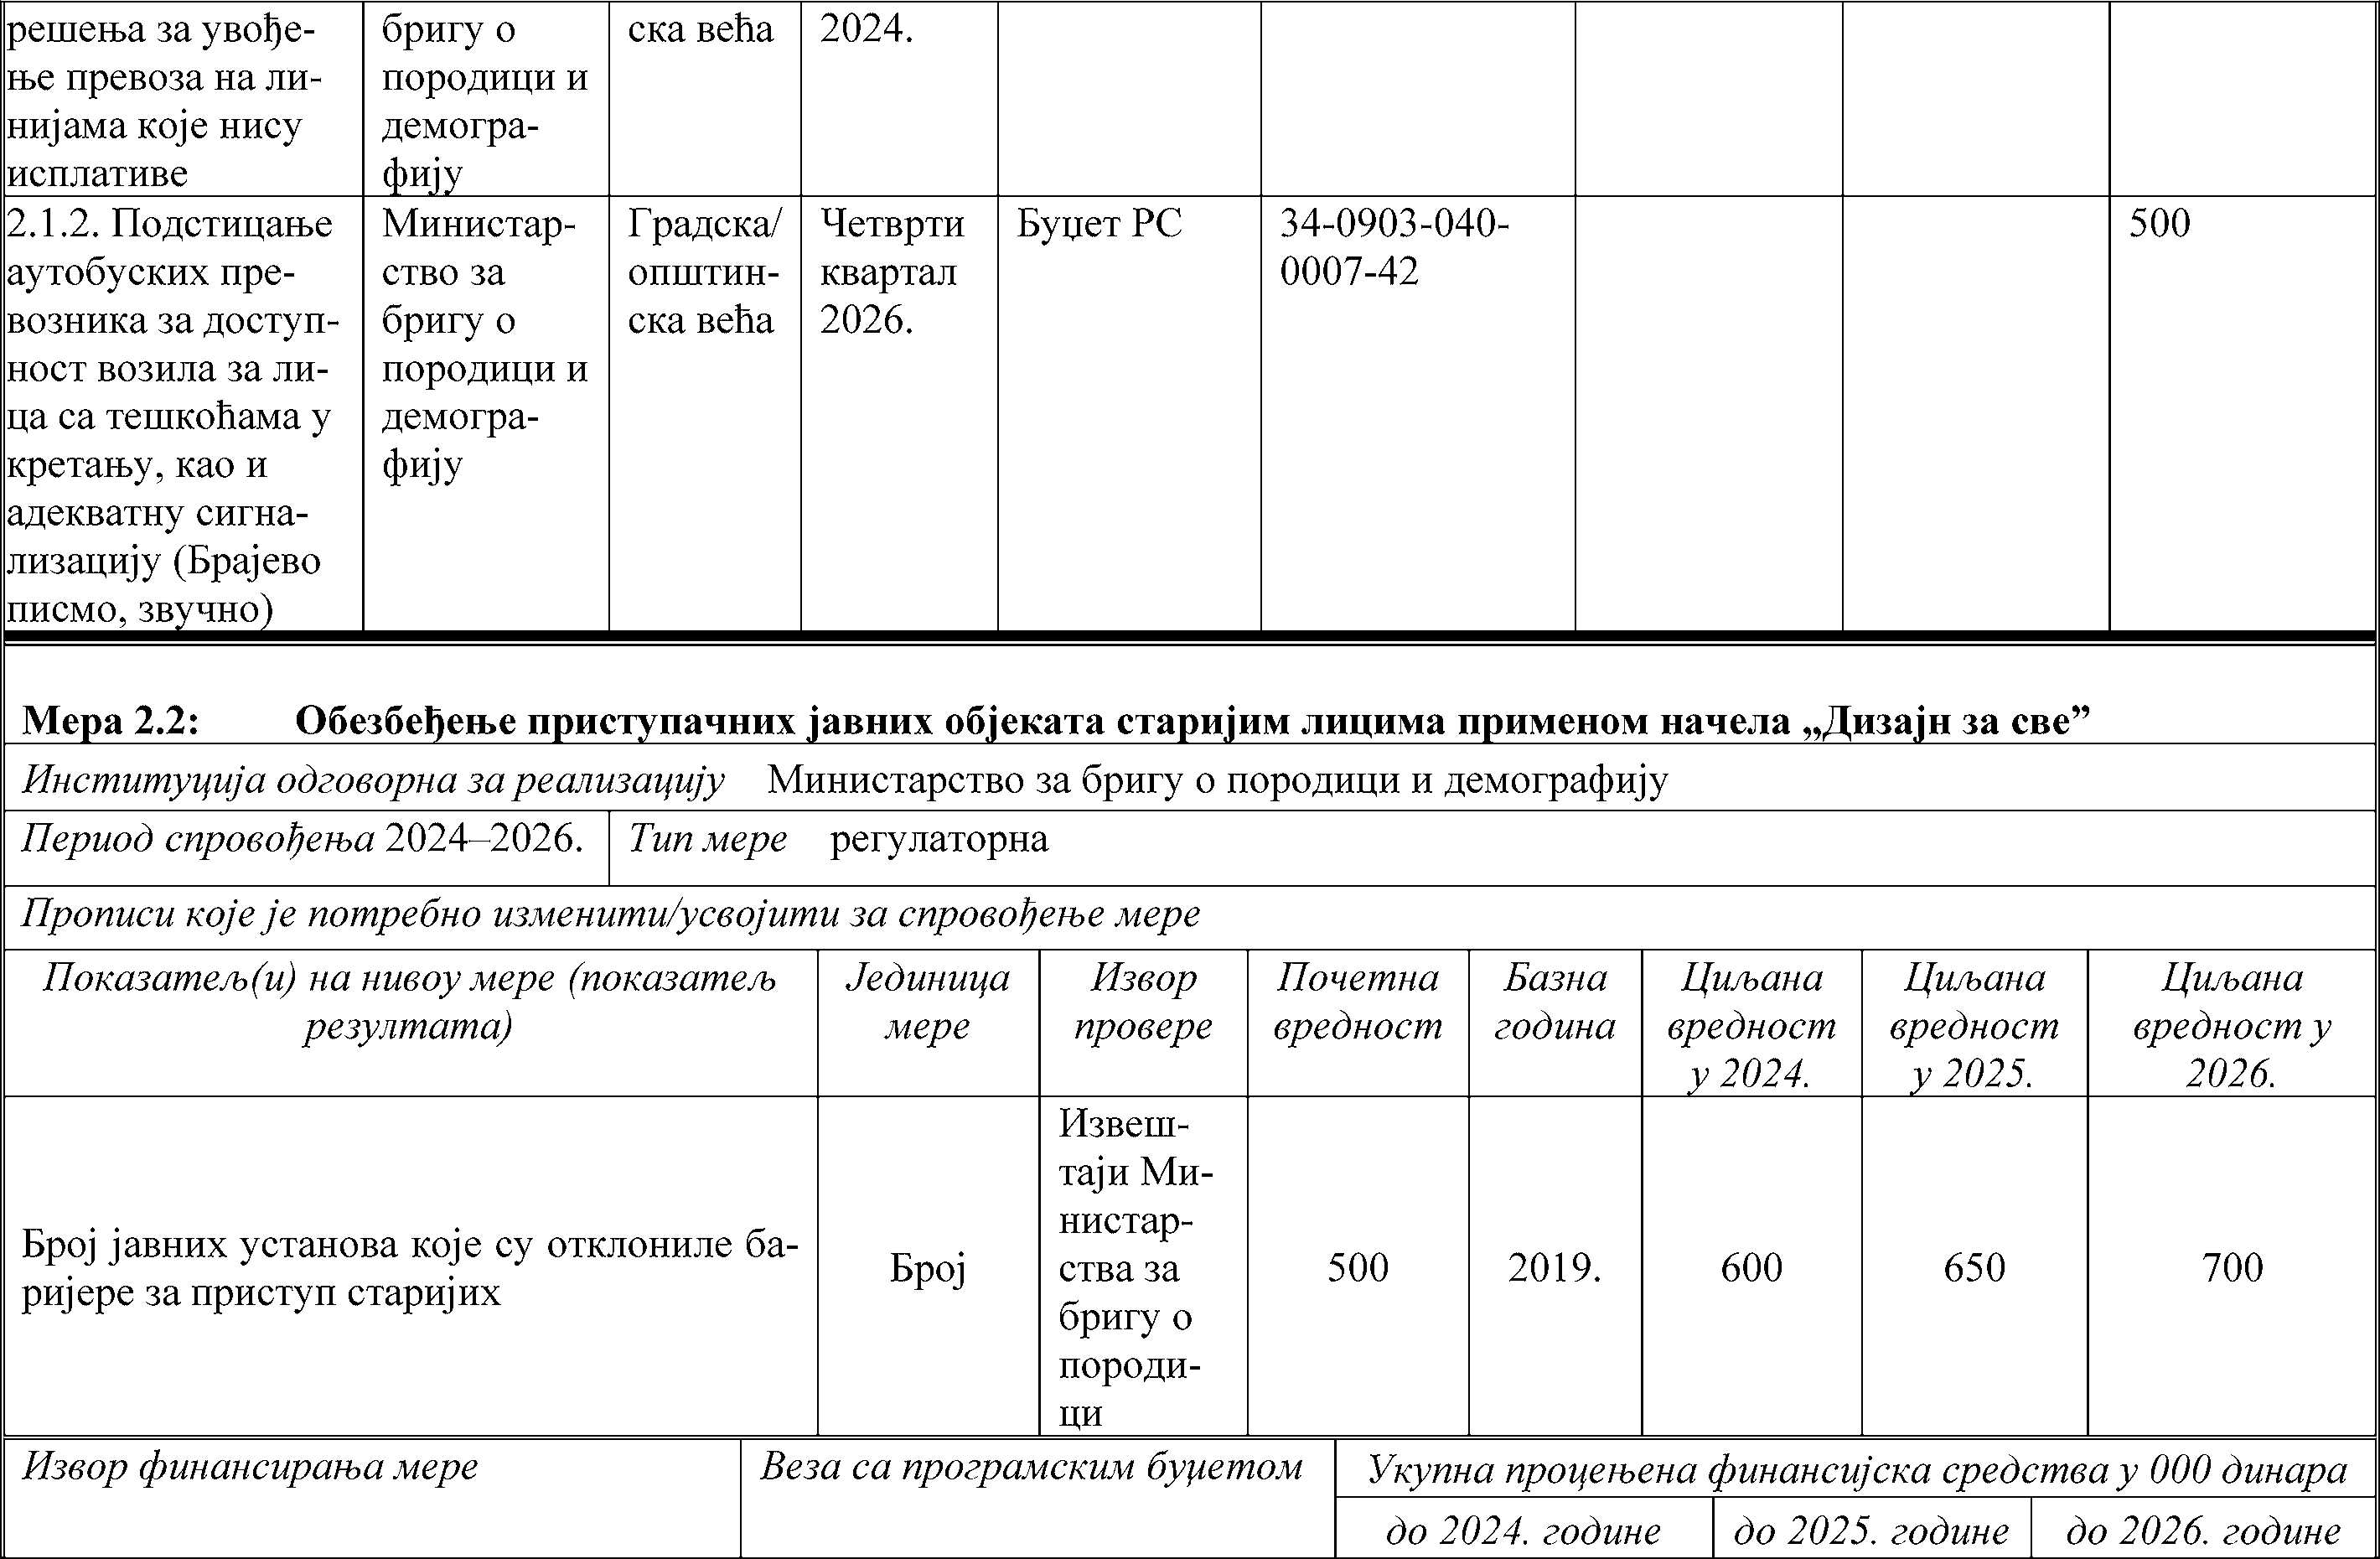 решења за увође-
ње превоза на ли-
нијама које нису
исплативе
бригу о
породици и
демогра-
фију
ска већа
2024.
2.1.2. Подстицање
аутобуских пре-
возника за доступ-
ност возила за ли-
ца са тешкоћама у
кретању, као и
адекватну сигна-
лизацију (Брајево
писмо, звучно)
Министар-
ство за
бригу о
породици и
демогра-
фију
Градска/
општин-
ска већа
Четврти
квартал
2026.
Буџет РС
34-0903-040-
0007-42
500
Мера 2.2: Обезбеђење приступачних јавних објеката старијим лицима применом начела „Дизајн за све”
Институција одговорна за реализацију Министарство за бригу о породици и демографију
Период спровођења 2024–2026.
Тип мере регулаторна
Прописи које је потребно изменити/усвојити за спровођење мере
Показатељ(и) на нивоу мере (показатељ
резултата)
Јединица
мере
Извор
провере
Почетна
вредност
Базна
година
Циљана
вредност
у 2024.
Циљана
вредност
у 2025.
Циљана
вредност у
2026.
Број јавних установа које су отклониле ба-
ријере за приступ старијих
Број
Извеш-
таји Ми-
нистар-
ства за
бригу о
породи-
ци
500
2019.
600
650
700
Извор финансирања мере
Веза са програмским буџетом
Укупна процењена финансијска средства у 000 динара
до 2024. године
до 2025. године
до 2026. године